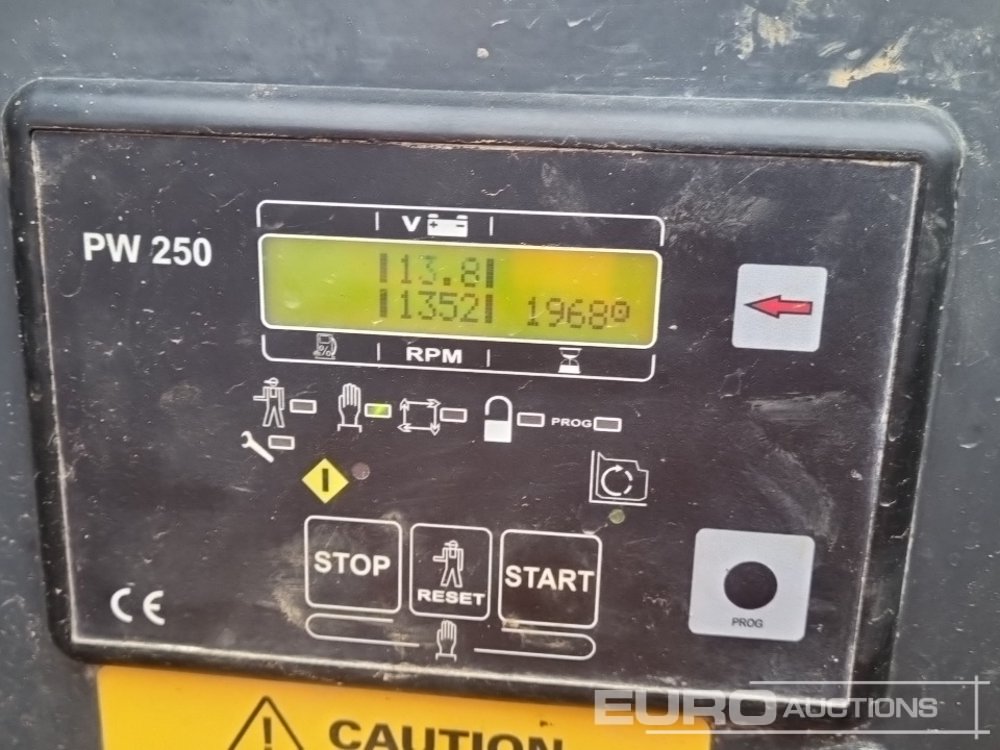 PW 250
V + -
13.8
1352 1968
RPM
%
PROG
STOP
RESET
START
PROG
CE
CAUTION
EURO AUCTIONS